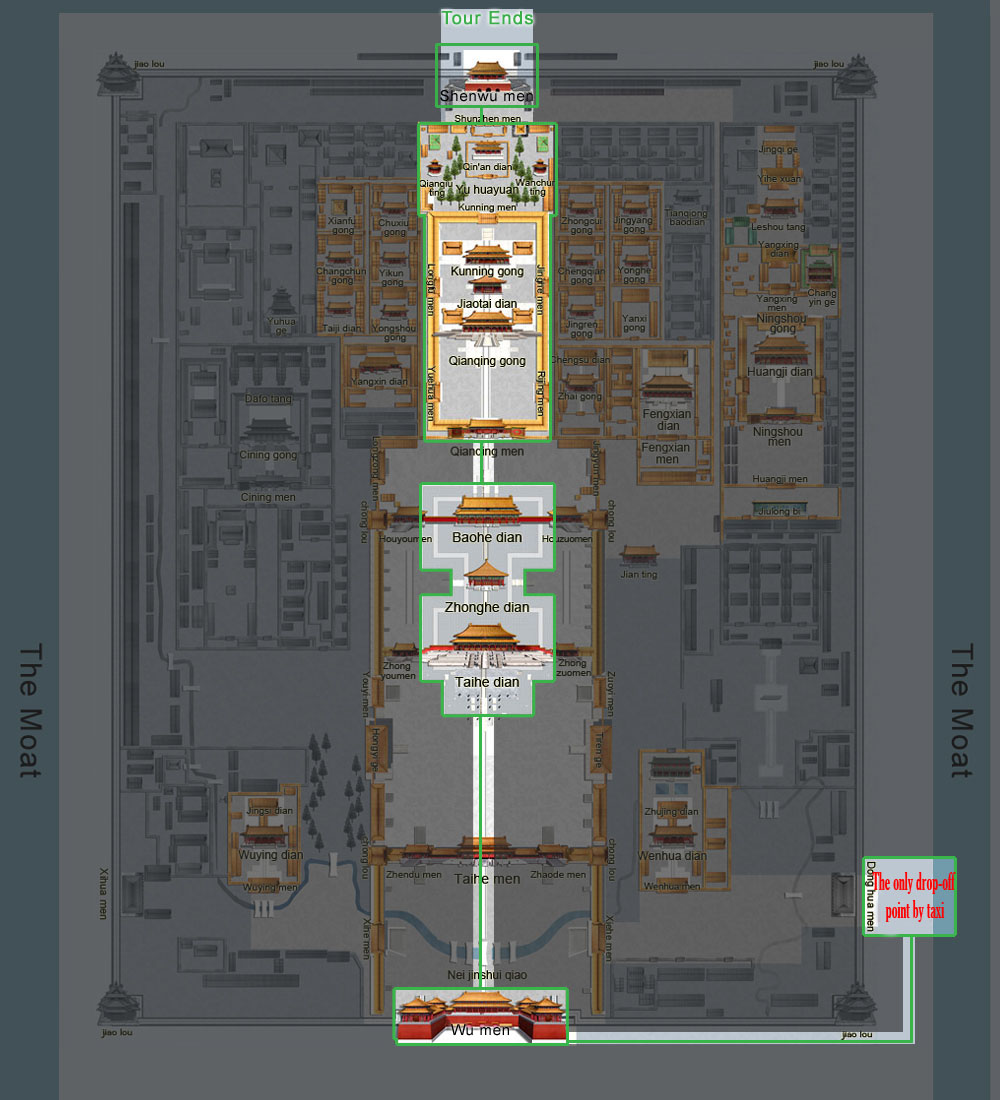 Tour Ends
jiao lou
jiao lou
Shenwu men
Shunzhen men
Qin'an dian
Qianqiu
ting
Wanchun
ting
Yu huayuan
Kunning men
Jingqi ge
Yihe xuan
Xianfu
gong
Chuxiu
gong
Zhongcui
gong
Jingyang
gong
Tianqiong
baodian
Leshou tang
Yangxing
dian
Changchun
gong
Yikun
gong
Longfu men
Kunning gong
Jinghe men
Chengqian
gong
Yonghe
gong
Chang
yin ge
Yangxing
men
Jiaotai dian
Yuhua
ge
Taiji dian
Yongshou
gong
Jingren
gong
Yanxi
gong
Ningshou
gong
Qianqing gong
Chengsu dian
Huangji dian
Yangxin dian
Yuehua men
Rijing men
Zhai gong
Dafo tang
Fengxian
dian
Ningshou
men
Cining gong
Longzong men
Qianqing men
Jingyun men
Fengxian
men
Huangji men
Cining men
chong lou
Houyoumen
Baohe dian
Houzuomen
chong lou
Jiulong bi
Jian ting
Zhonghe dian
The Moat
The Moat
Zhong
youmen
Zhong
zuomen
Youyi men
Taihe dian
Zuoyi men
Hongyi ge
Tiren ge
Jingsi dian
Zhujing dian
Wuying dian
chong lou
chong lou
Wenhua dian
Zhendu men
Taihe men
Zhaode men
Wuying men
Wenhua men
Xihua men
Dong hua men
The only drop-off
point by taxi
Xihe men
Xiehe men
Nei jinshui qiao
Wu men
jiao lou
jiao lou